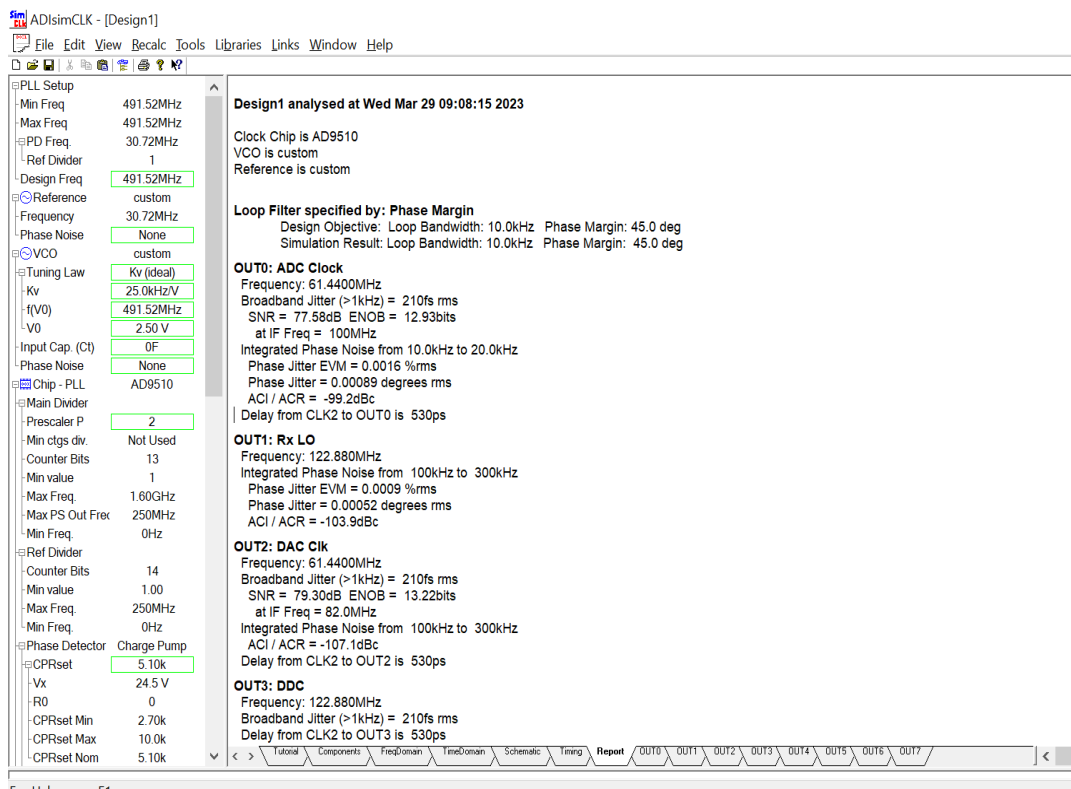 Sim CLK ADIsimCLK - [Design1]
File Edit View Recalc Tools Libraries Links Window Help
PLL Setup
Min Freq 491.52MHz
Max Freq 491.52MHz
PD Freq. 30.72MHz
Ref Divider 1
Design Freq 491.52MHz
Reference custom
Frequency 30.72MHz
Phase Noise None
VCO custom
Tuning Law Kv (ideal)
Kv 25.0kHz/V
f(V0) 491.52MHz
V0 2.50 V
Input Cap. (Ct) 0F
Phase Noise None
Chip - PLL AD9510
Main Divider
Prescaler P 2
Min ctgs div. Not Used
Counter Bits 13
Min value 1
Max Freq. 1.60GHz
Max PS Out Frec 250MHz
Min Freq. 0Hz
Ref Divider
Counter Bits 14
Min value 1.00
Max Freq. 250MHz
Min Freq. 0Hz
Phase Detector Charge Pump
CPRset 5.10k
Vx 24.5 V
R0 0
CPRset Min 2.70k
CPRset Max 10.0k
CPRset Nom 5.10k
Design1 analysed at Wed Mar 29 09:08:15 2023
Clock Chip is AD9510
VCO is custom
Reference is custom
Loop Filter specified by: Phase Margin
Design Objective: Loop Bandwidth: 10.0kHz Phase Margin: 45.0 deg
Simulation Result: Loop Bandwidth: 10.0kHz Phase Margin: 45.0 deg
OUT0: ADC Clock
Frequency: 61.4400MHz
Broadband Jitter (>1kHz) = 210fs rms
SNR = 77.58dB ENOB = 12.93bits
at IF Freq = 100MHz
Integrated Phase Noise from 10.0kHz to 20.0kHz
Phase Jitter EVM = 0.0016 %rms
Phase Jitter = 0.00089 degrees rms
ACI / ACR = -99.2dBc
Delay from CLK2 to OUT0 is 530ps
OUT1: Rx LO
Frequency: 122.880MHz
Integrated Phase Noise from 100kHz to 300kHz
Phase Jitter EVM = 0.0009 %rms
Phase Jitter = 0.00052 degrees rms
ACI / ACR = -103.9dBc
OUT2: DAC Clk
Frequency: 61.4400MHz
Broadband Jitter (>1kHz) = 210fs rms
SNR = 79.30dB ENOB = 13.22bits
at IF Freq = 82.0MHz
Integrated Phase Noise from 100kHz to 300kHz
ACI / ACR = -107.1dBc
Delay from CLK2 to OUT2 is 530ps
OUT3: DDC
Frequency: 122.880MHz
Broadband Jitter (>1kHz) = 210fs rms
Delay from CLK2 to OUT3 is 530ps
Tutorial Components FreqDomain TimeDomain Schematic Timing Report OUT0 OUT1 OUT2 OUT3 OUT4 OUT5 OUT6 OUT7